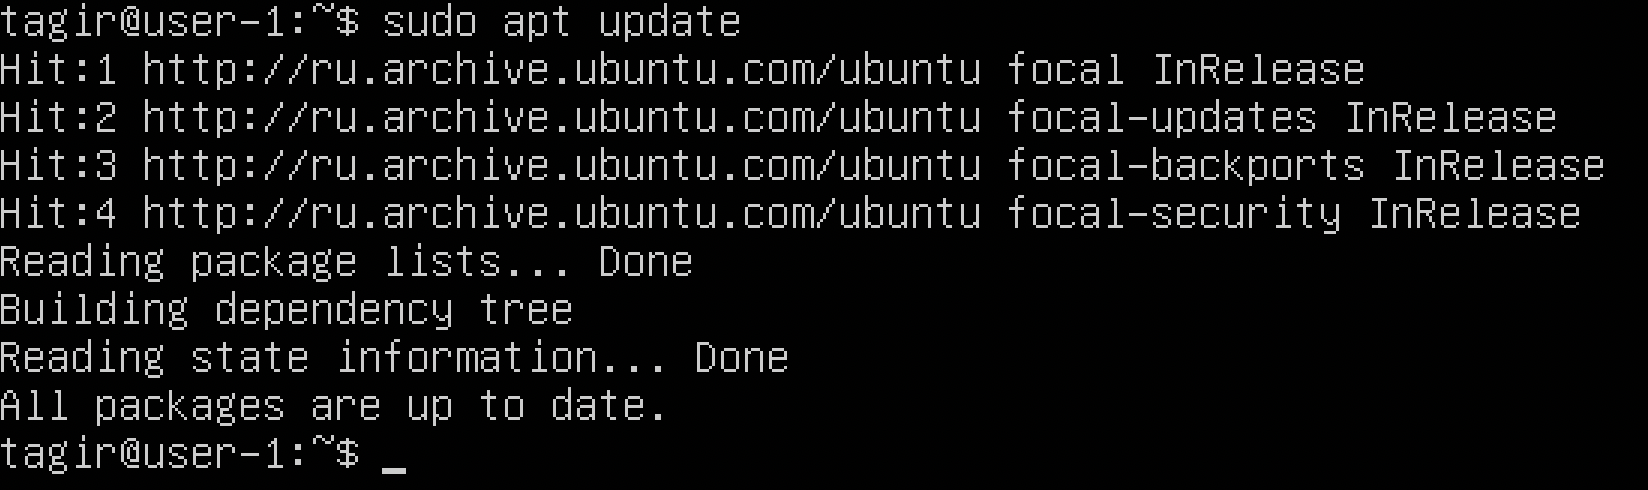 tagir@user-1:~$ sudo apt update
Hit:1 http://ru.archive.ubuntu.com/ubuntu focal InRelease
Hit:2 http://ru.archive.ubuntu.com/ubuntu focal-updates InRelease
Hit:3 http://ru.archive.ubuntu.com/ubuntu focal-backports InRelease
Hit:4 http://ru.archive.ubuntu.com/ubuntu focal-security InRelease
Reading package lists... Done
Building dependency tree
Reading state information... Done
All packages are up to date.
tagir@user-1:~$ _